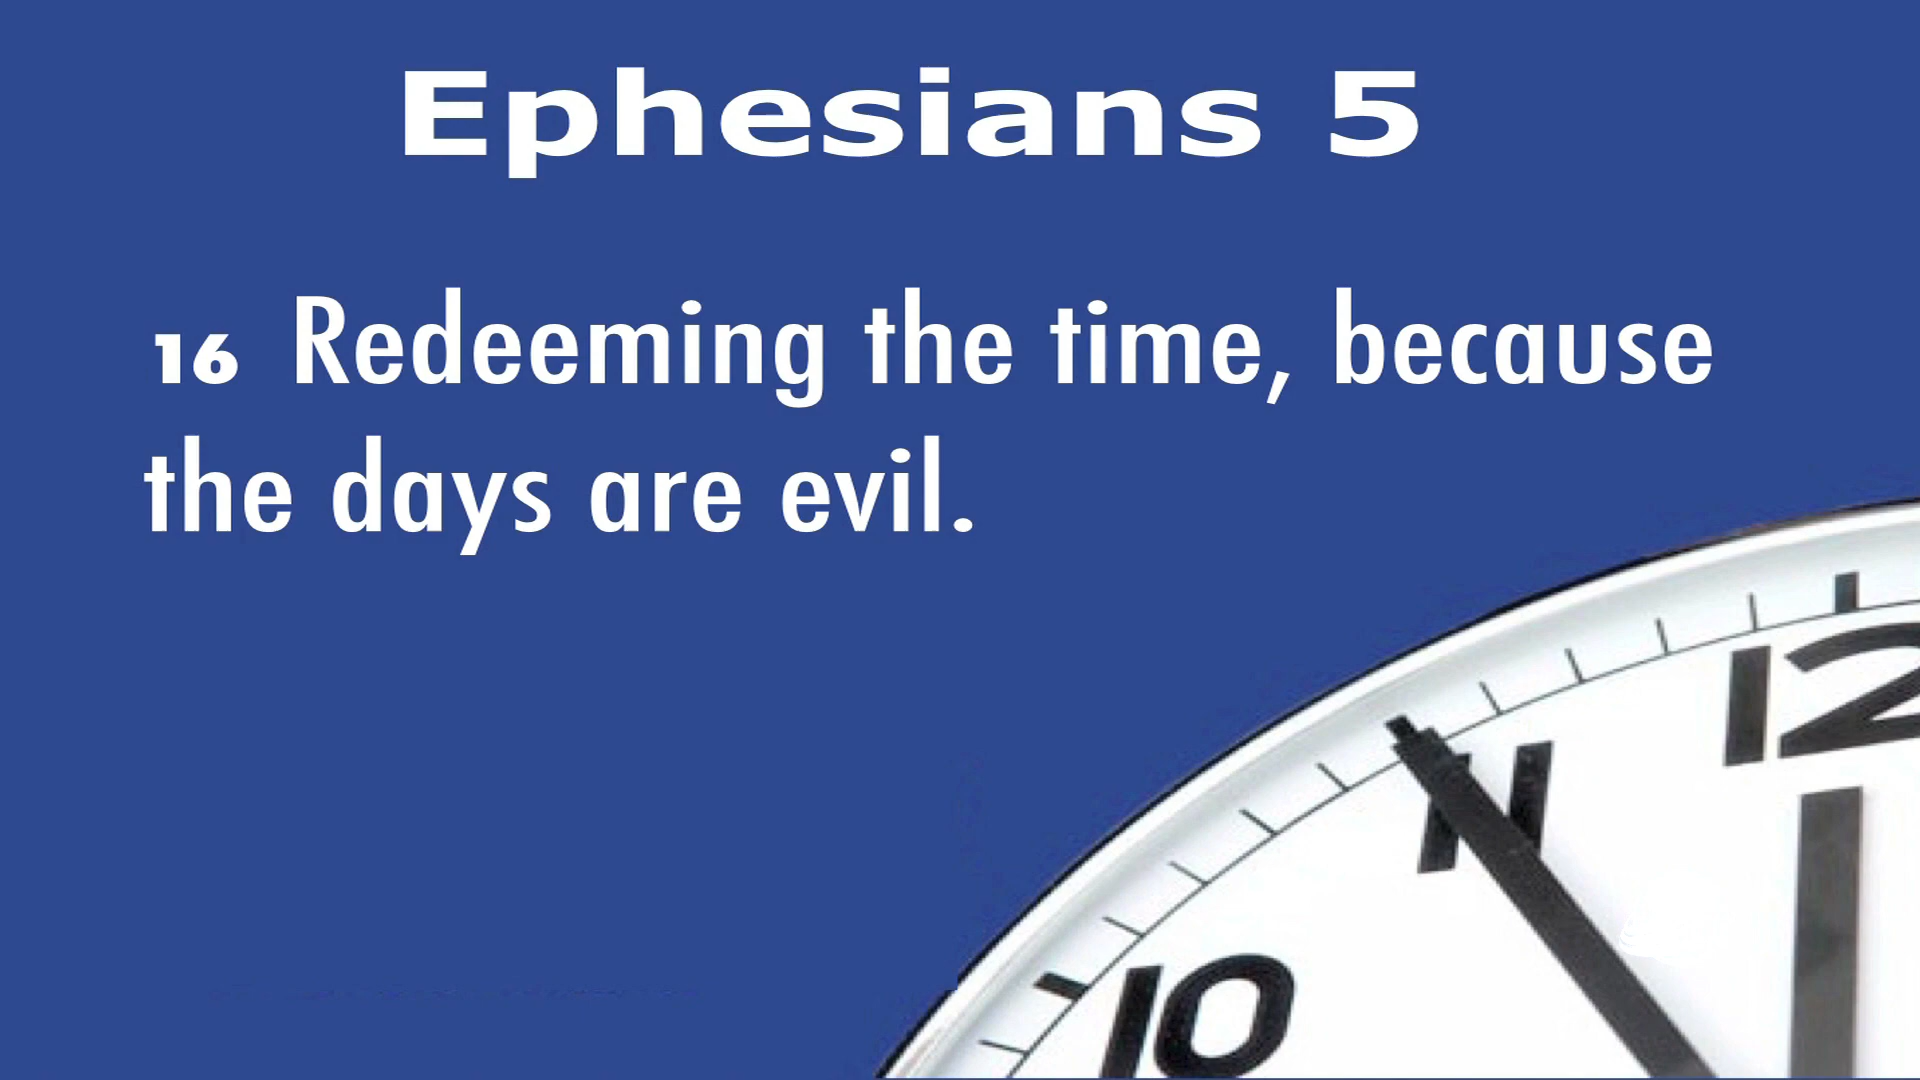 Ephesians 5
16 Redeeming the time, because
the days are evil.
12
11
10